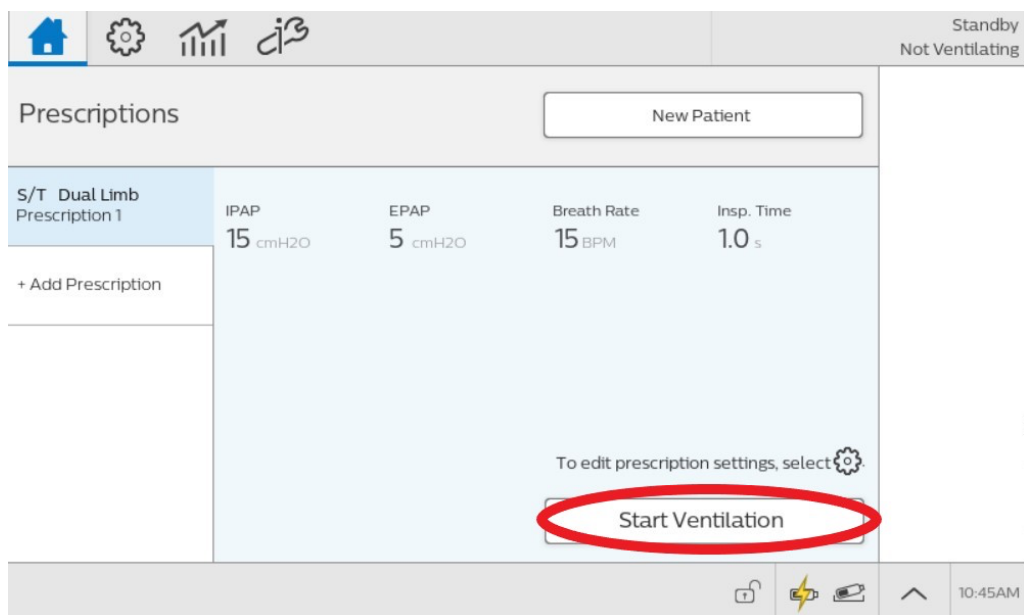 Standby
Not Ventilating
Prescriptions
New Patient
S/T Dual Limb
Prescription 1
+ Add Prescription
IPAP
15 cmH2O
EPAP
5 cmH2O
Breath Rate
15 BPM
Insp. Time
1.0 s
To edit prescription settings, select .
Start Ventilation
10:45AM